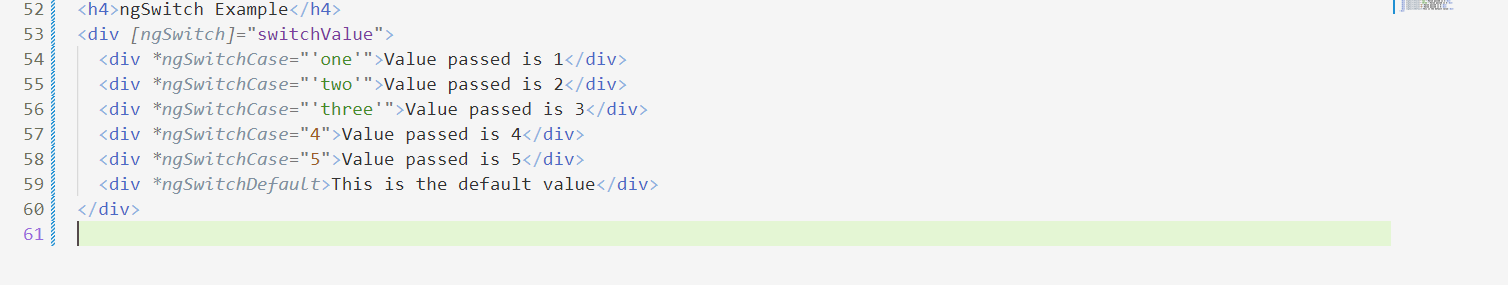 52 <h4>ngSwitch Example</h4>
53 <div [ngSwitch]="switchValue">
54   <div *ngSwitchCase="'one'">Value passed is 1</div>
55   <div *ngSwitchCase="'two'">Value passed is 2</div>
56   <div *ngSwitchCase="'three'">Value passed is 3</div>
57   <div *ngSwitchCase="4">Value passed is 4</div>
58   <div *ngSwitchCase="5">Value passed is 5</div>
59   <div *ngSwitchDefault>This is the default value</div>
60 </div>
61